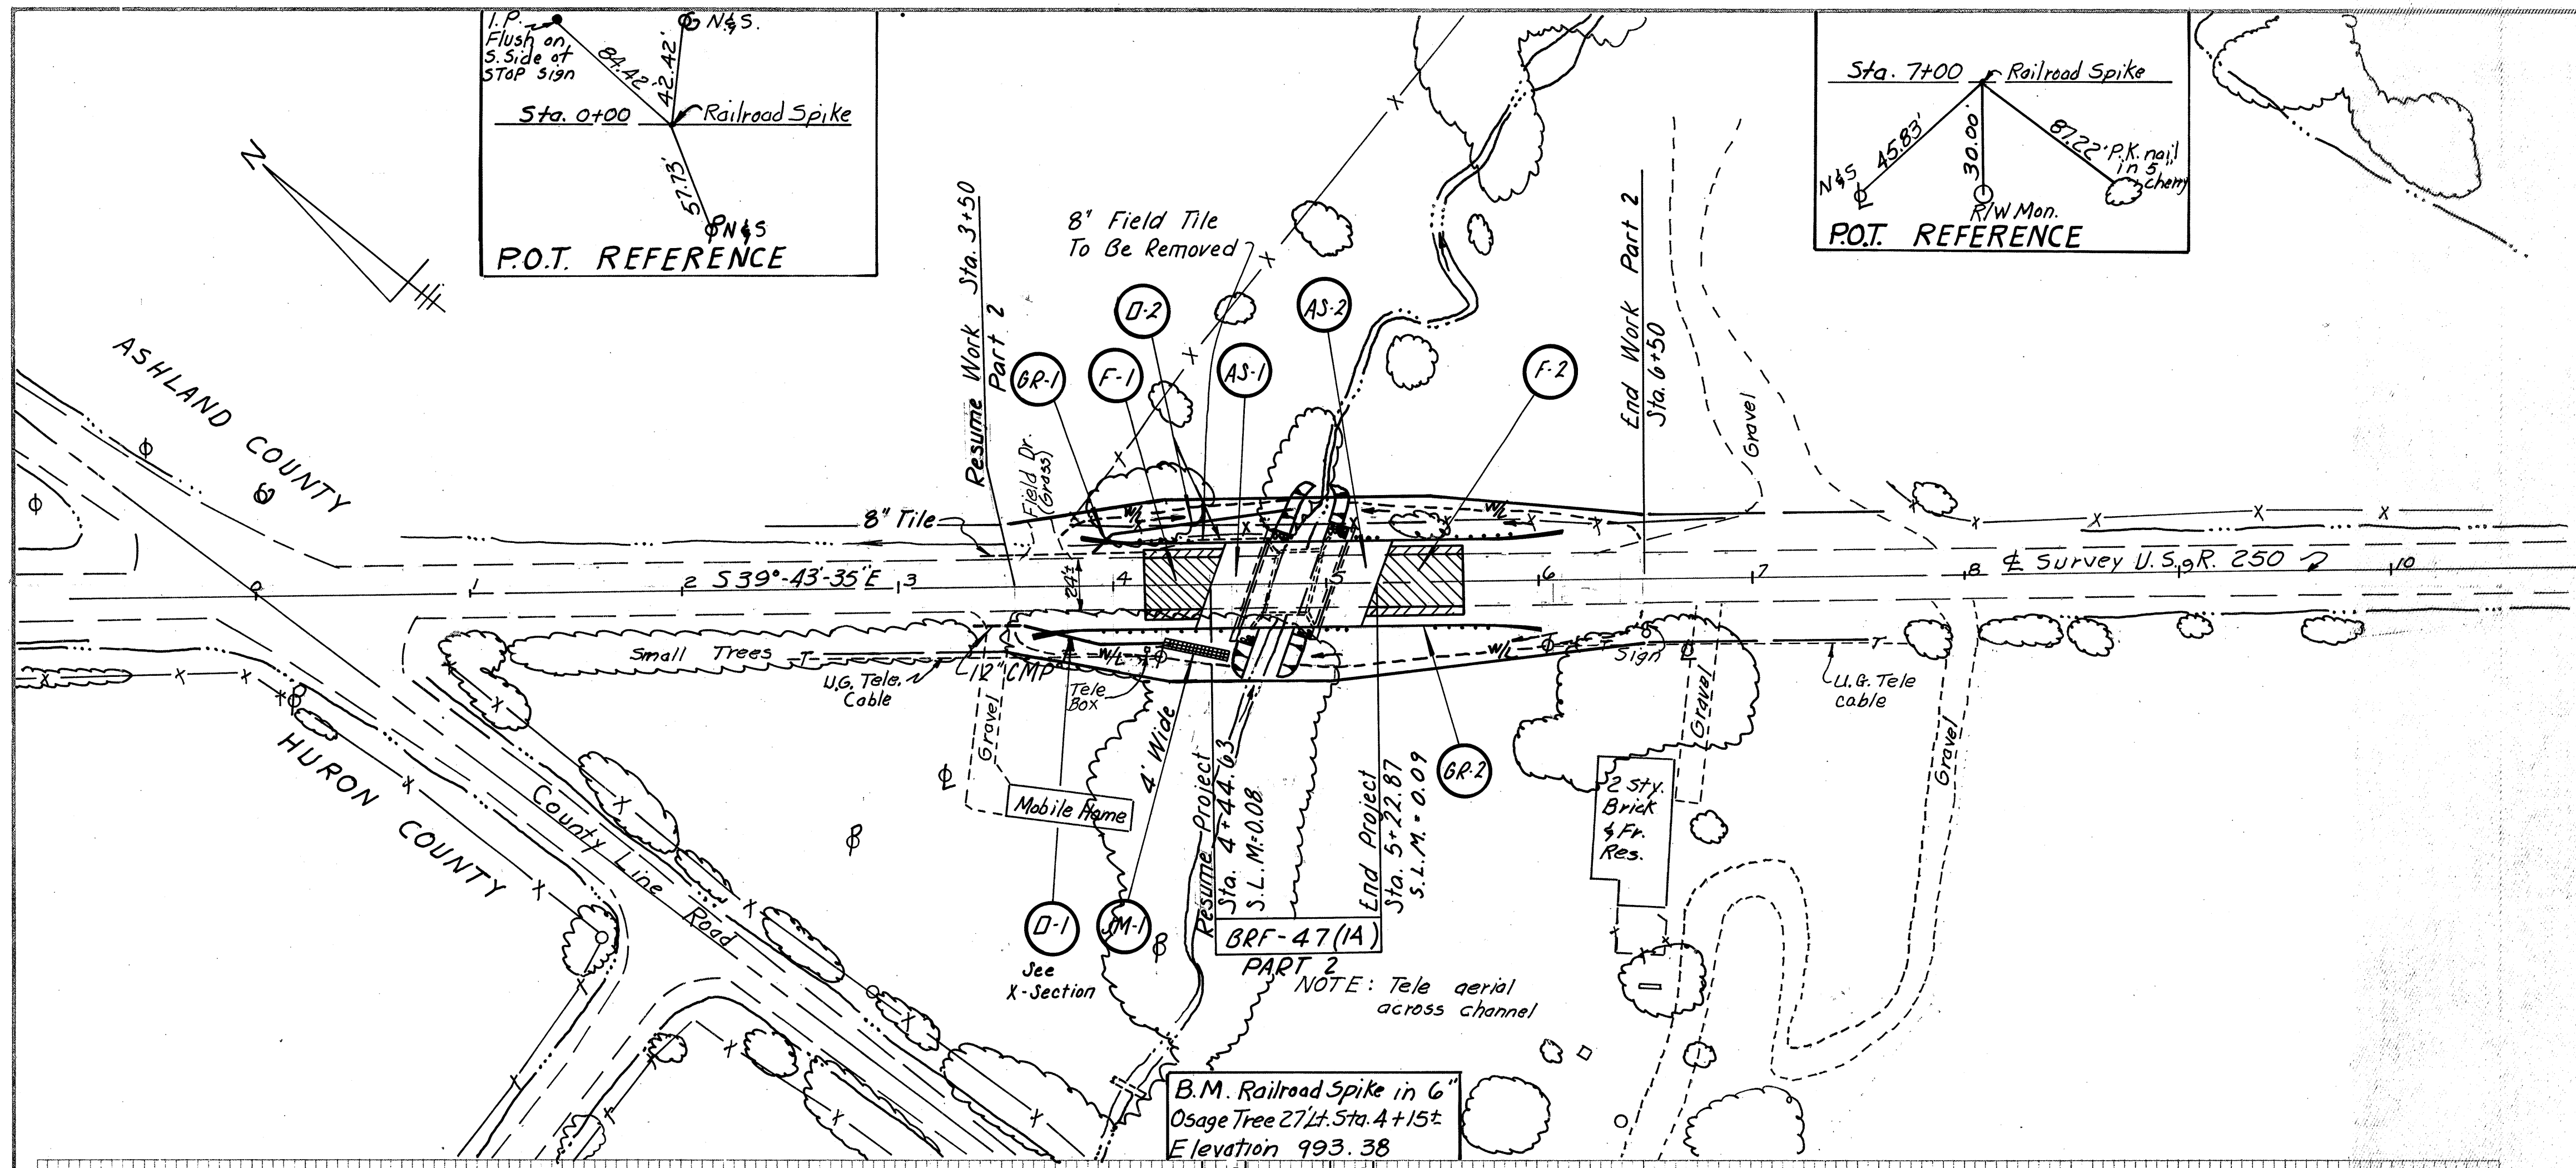 I.P.
Flush on
S. Side of
STOP Sign
84.42'
42.42'
N&S.
Sta. 0+00
Railroad Spike
57.73'
N&S
P.O.T. REFERENCE
Sta. 7+00
Railroad Spike
45.83'
30.00'
87.22'
P.K. nail
in 5"
cherry
N&S
R/W Mon.
P.O.T. REFERENCE
N
ASHLAND COUNTY
HURON COUNTY
County Line Road
Resume Work Sta. 3+50
Part 2
8" Field Tile
To Be Removed
D-2
AS-2
GR-1
F-1
AS-1
F-2
End Work Part 2
Sta. 6+50
Gravel
Field Dr.
(Grass)
8" Tile
W/L
W/L
0
1
2
S 39°-43'-35" E
3
4
5
6
7
8
9
10
24'±
℄ Survey U.S.R. 250
Small Trees
U.G. Tele.
Cable
12" CMP
W/L
Tele
Box
W/L
Sign
U.G. Tele
cable
Gravel
Gravel
Gravel
Mobile Home
4' Wide
Resume Project
Sta. 4+44.63
S.L.M.=0.08
End Project
Sta. 5+22.87
S.L.M. = 0.09
GR-2
2 Sty.
Brick
& Fr.
Res.
D-1
SM-1
See
X-Section
BRF-47(1A)
PART 2
NOTE: Tele aerial
across channel
B.M. Railroad Spike in 6"
Osage Tree 27' Lt. Sta. 4+15±
Elevation 993.38